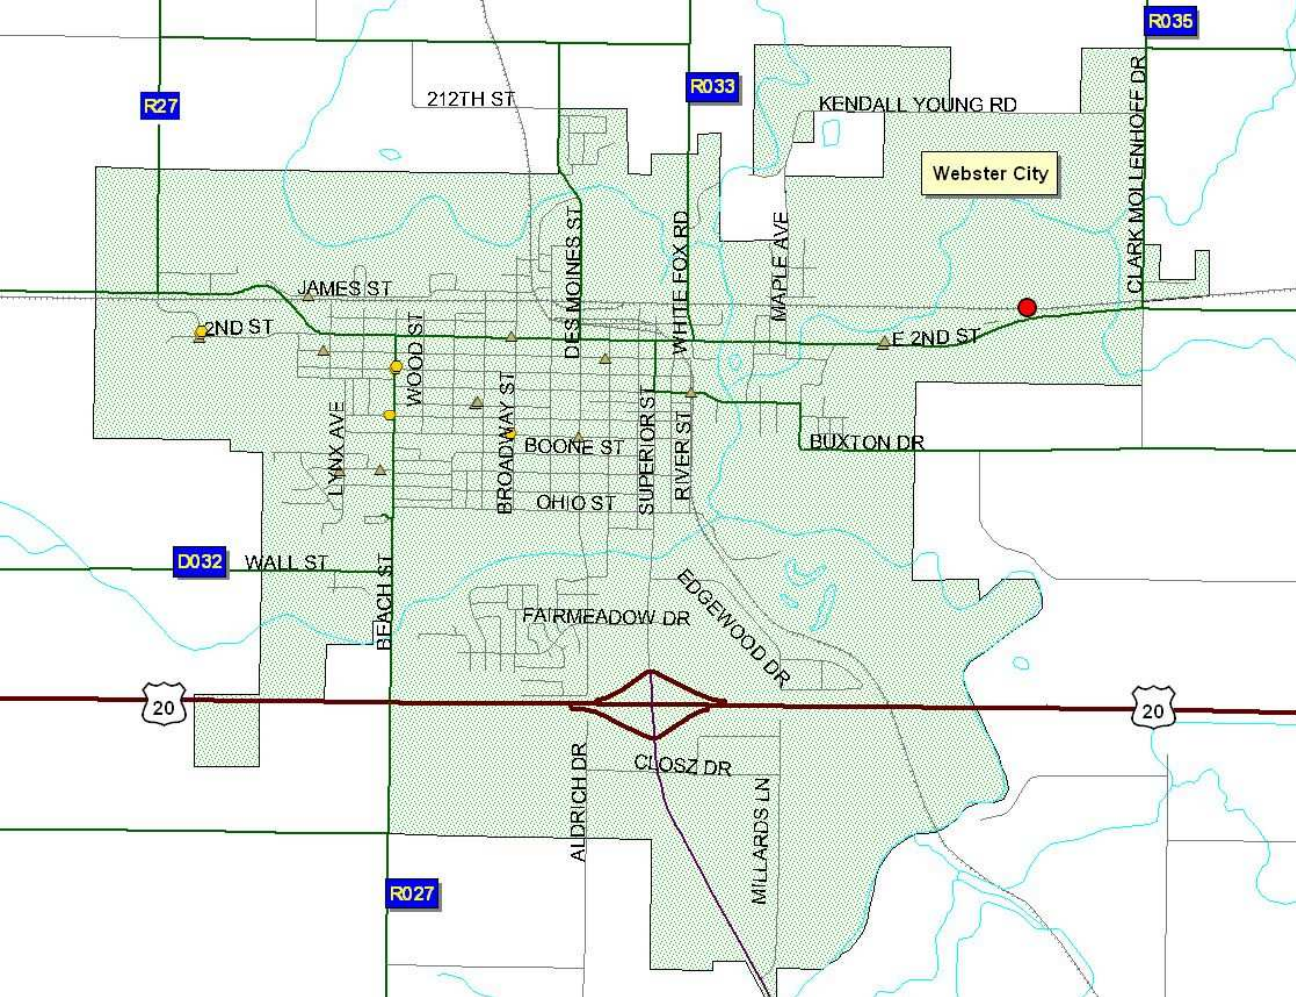 R035
R27
R033
212TH ST
KENDALL YOUNG RD
CLARK MOLLENHOFF DR
Webster City
DES MOINES ST
WHITE FOX RD
MAPLE AVE
JAMES ST
2ND ST
WOOD ST
E 2ND ST
LYNX AVE
BROADWAY ST
BOONE ST
SUPERIOR ST
RIVER ST
BUXTON DR
OHIO ST
D032
WALL ST
BEACH ST
FAIRMEADOW DR
EDGEWOOD DR
20
20
ALDRICH DR
CLOSZ DR
MILLARDS LN
R027